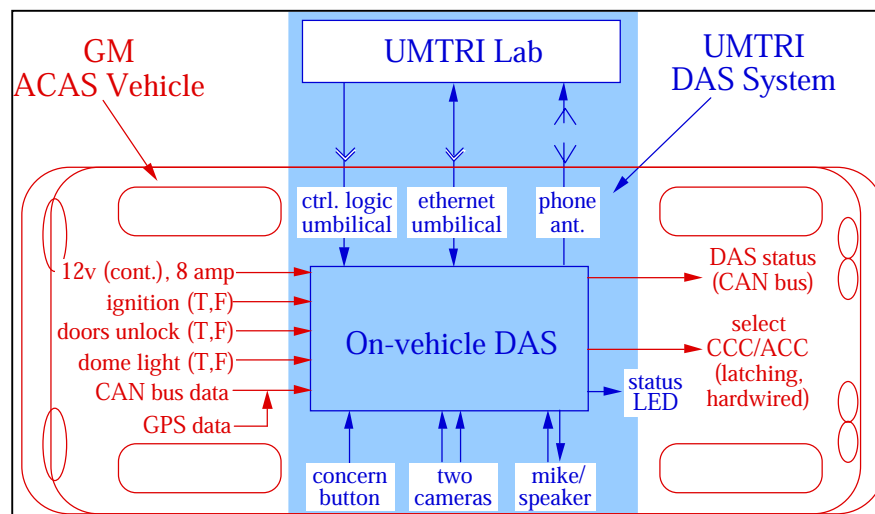 GM
ACAS Vehicle
UMTRI Lab
UMTRI
DAS System
ctrl. logic
umbilical
ethernet
umbilical
phone
ant.
12v (cont.), 8 amp
ignition (T,F)
doors unlock (T,F)
dome light (T,F)
CAN bus data
GPS data
On-vehicle DAS
DAS status
(CAN bus)
select
CCC/ACC
(latching,
hardwired)
status
LED
concern
button
two
cameras
mike/
speaker